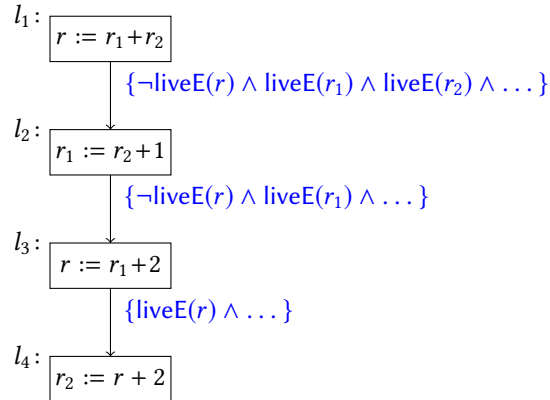 l₁:
r := r₁+r₂
{¬liveE(r) ∧ liveE(r₁) ∧ liveE(r₂) ∧ . . . }
l₂:
r₁ := r₂+1
{¬liveE(r) ∧ liveE(r₁) ∧ . . . }
l₃:
r := r₁+2
{liveE(r) ∧ . . . }
l₄:
r₂ := r + 2